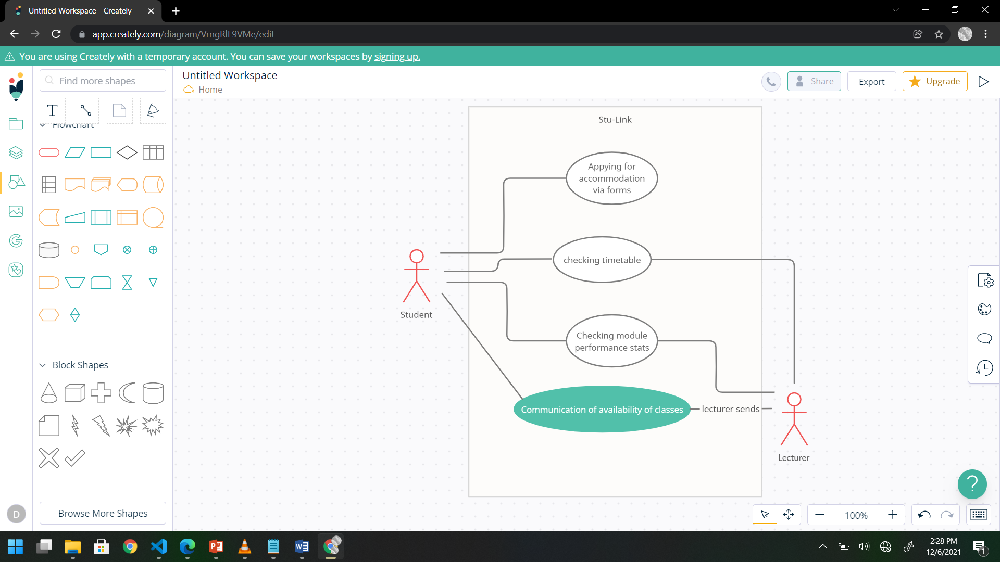 Untitled Workspace - Creately
app.creately.com/diagram/VrngRlF9VMe/edit
You are using Creately with a temporary account. You can save your workspaces by signing up.
Find more shapes
Untitled Workspace
Home
Share
Export
Upgrade
T
Flowchart
Block Shapes
Browse More Shapes
D
Stu-Link
Appying for
accommodation
via forms
checking timetable
Checking module
performance stats
Communication of availability of classes
lecturer sends
Student
Lecturer
?
100%
2:28 PM
12/6/2021
1